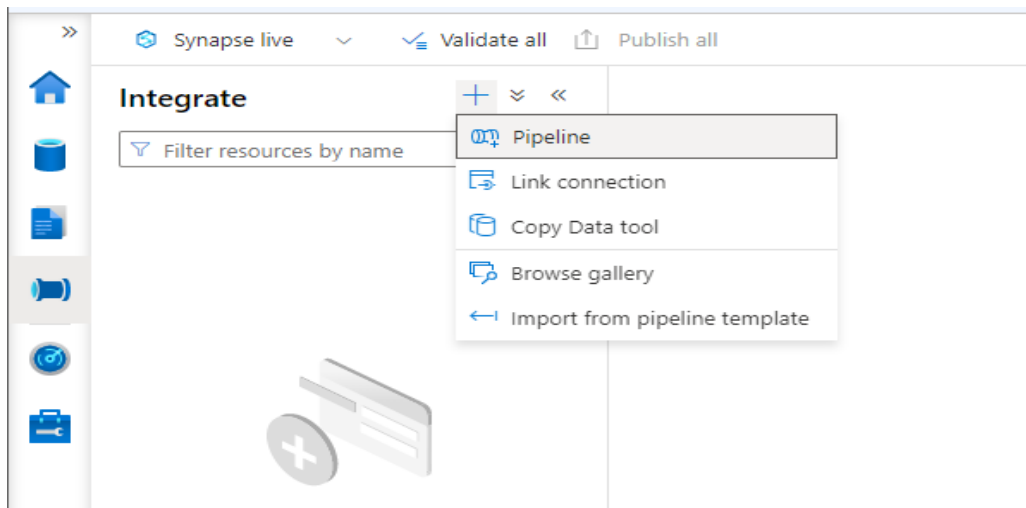 Synapse live
Validate all
Publish all
Integrate
Filter resources by name
Pipeline
Link connection
Copy Data tool
Browse gallery
Import from pipeline template